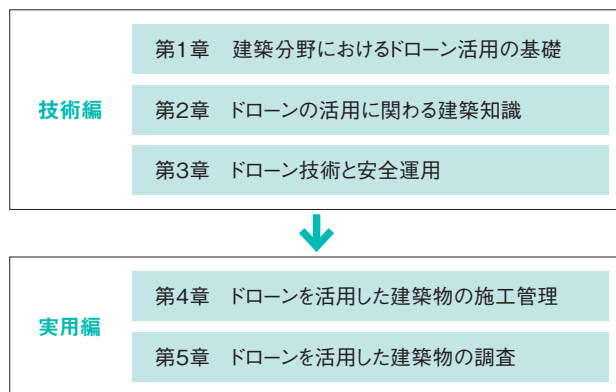 技術編
第1章 建築分野におけるドローン活用の基礎
第2章 ドローンの活用に関わる建築知識
第3章 ドローン技術と安全運用
実用編
第4章 ドローンを活用した建築物の施工管理
第5章 ドローンを活用した建築物の調査